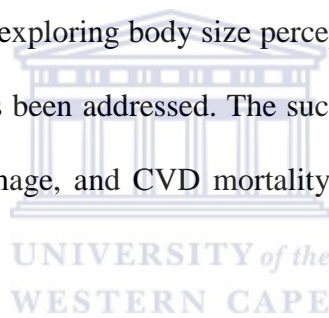 exploring body size perce
s been addressed. The suc
nage, and CVD mortality
UNIVERSITY of the
WESTERN CAPE